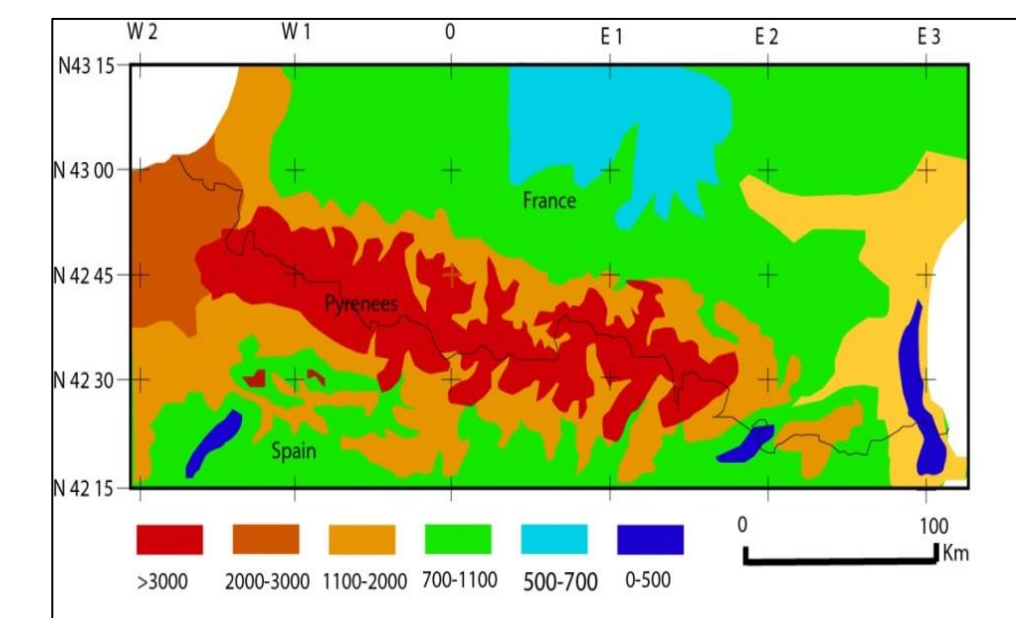 W 2 W 1 0 E 1 E 2 E 3
N43 15
N 43 00
France
N 42 45
Pyrenees
N 42 30
Spain
N 42 15
0 100
Km
>3000 2000-3000 1100-2000 700-1100 500-700 0-500